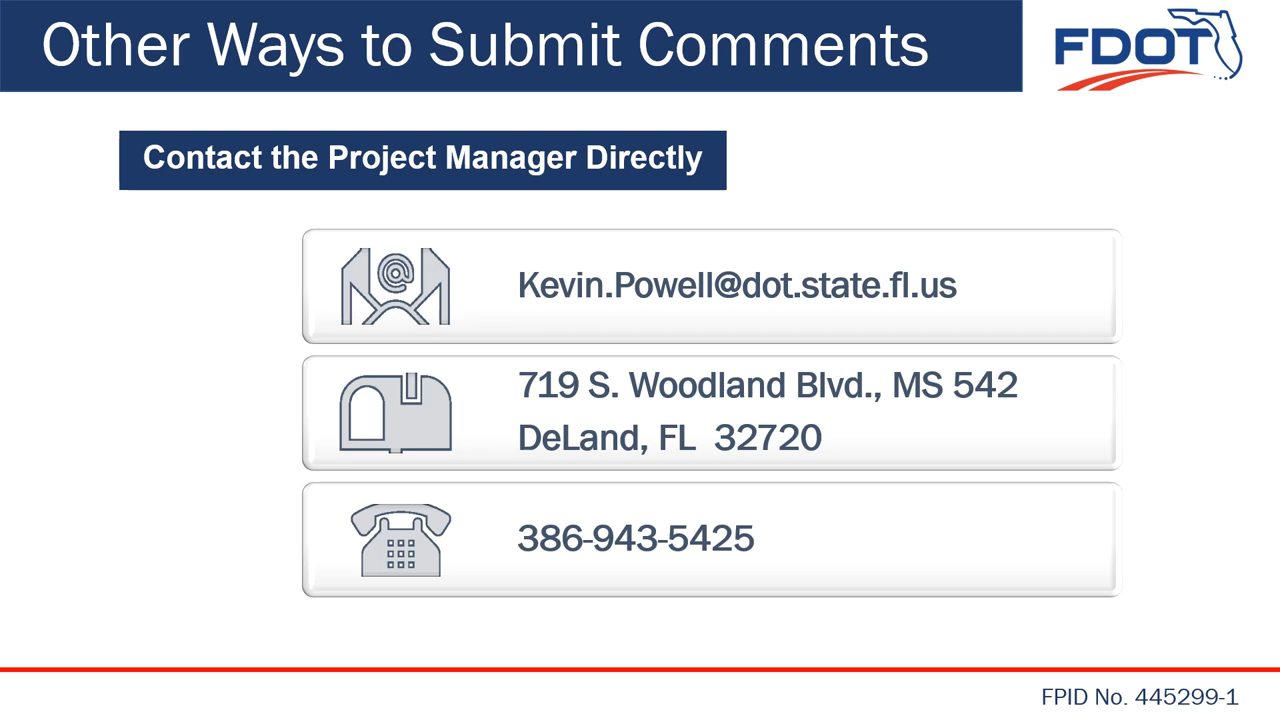 Other Ways to Submit Comments
FDOT
Contact the Project Manager Directly
@
Kevin.Powell@dot.state.fl.us
719 S. Woodland Blvd., MS 542
DeLand, FL  32720
386-943-5425
FPID No. 445299-1